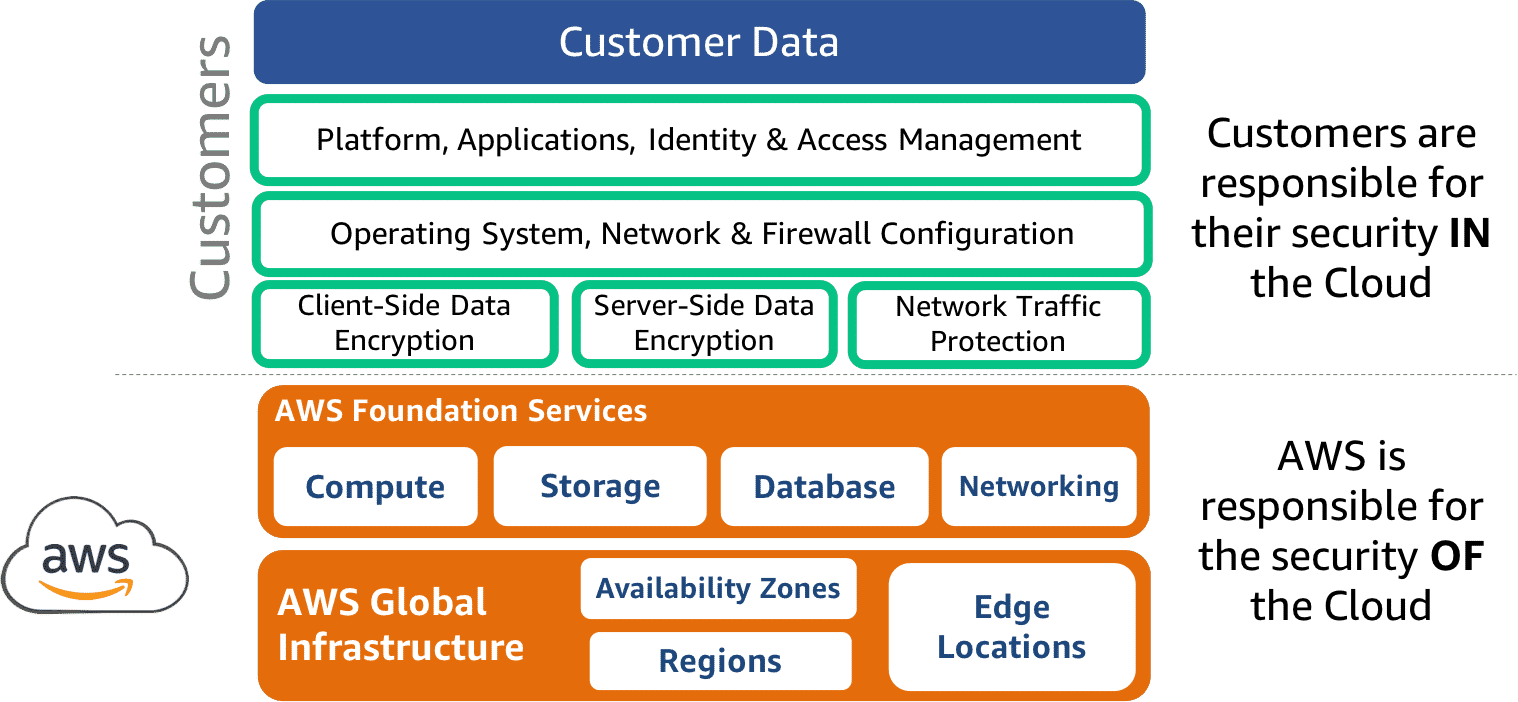 Customers
Customer Data
Platform, Applications, Identity & Access Management
Operating System, Network & Firewall Configuration
Client-Side Data
Encryption
Server-Side Data
Encryption
Network Traffic
Protection
Customers are
responsible for
their security IN
the Cloud
aws
AWS Foundation Services
Compute
Storage
Database
Networking
AWS Global
Infrastructure
Availability Zones
Regions
Edge
Locations
AWS is
responsible for
the security OF
the Cloud